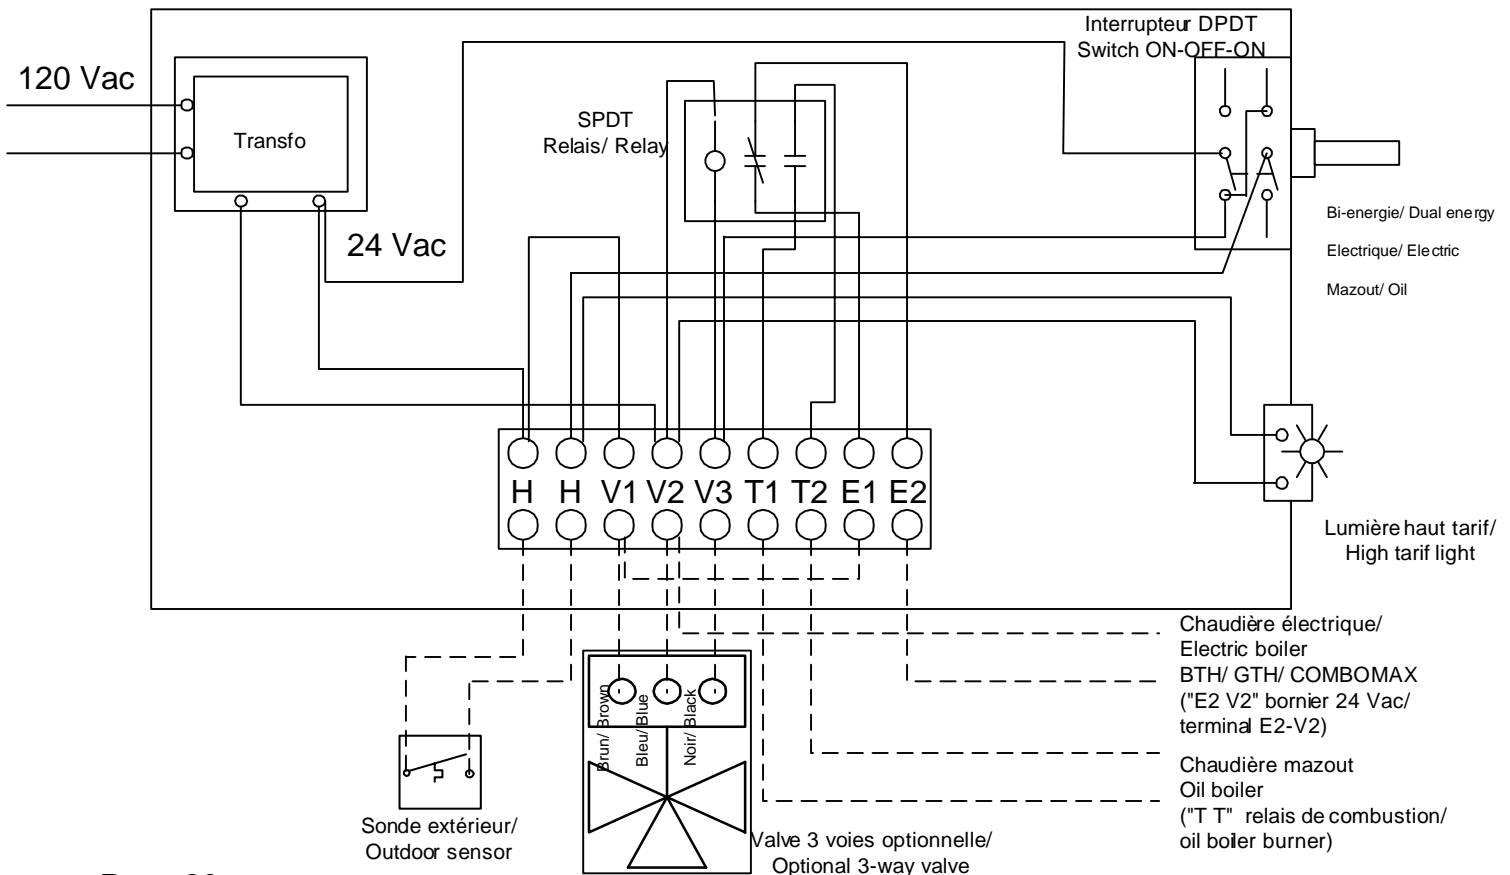 Interrupteur DPDT
Switch ON-OFF-ON
120 Vac
Transfo
SPDT
Relais/ Relay
24 Vac
Bi-energie/ Dual energy
Electrique/ Electric
Mazout/ Oil
H H V1 V2 V3 T1 T2 E1 E2
Lumière haut tarif/
High tarif light
Brun/ Brown
Bleu/ Blue
Noir/ Black
Chaudière électrique/
Electric boiler
BTH/ GTH/ COMBOMAX
("E2 V2" bornier 24 Vac/
terminal E2-V2)
Chaudière mazout
Oil boiler
("T T" relais de combustion/
oil boiler burner)
Sonde extérieur/
Outdoor sensor
Valve 3 voies optionnelle/
Optional 3-way valve